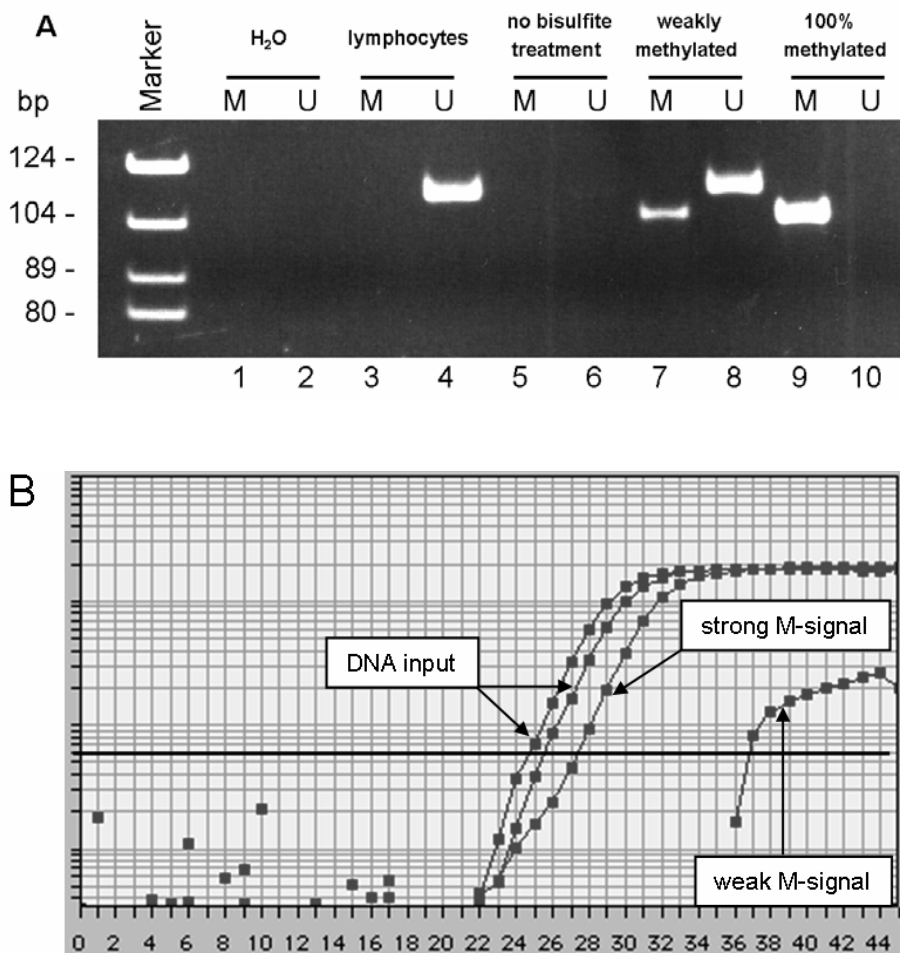 A
H₂O
lymphocytes
no bisulfite treatment
weakly methylated
100% methylated
bp
Marker
M U M U M U M U M U
124 -
104 -
89 -
80 -
1 2 3 4 5 6 7 8 9 10
B
DNA input
strong M-signal
weak M-signal
0 2 4 6 8 10 12 14 16 18 20 22 24 26 28 30 32 34 36 38 40 42 44